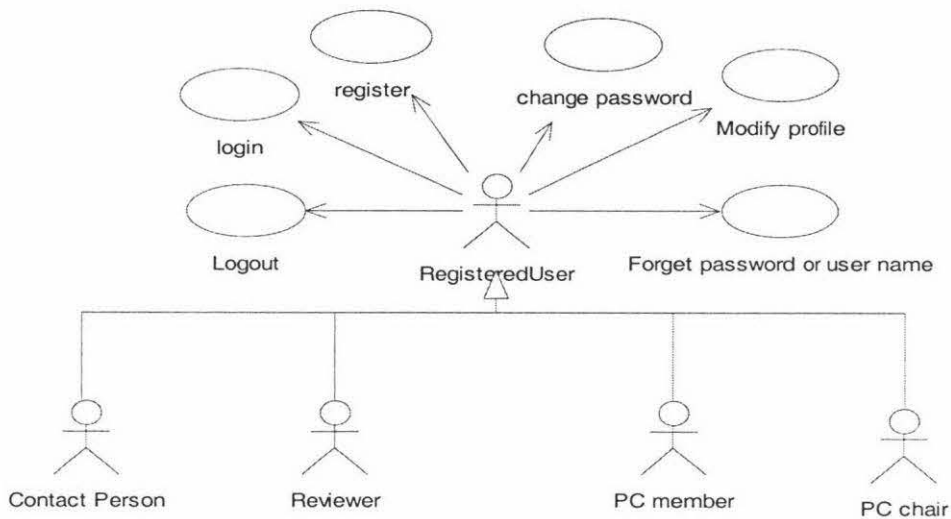 register
change password
login
Modify profile
Logout
RegisteredUser
Forget password or user name
Contact Person
Reviewer
PC member
PC chair